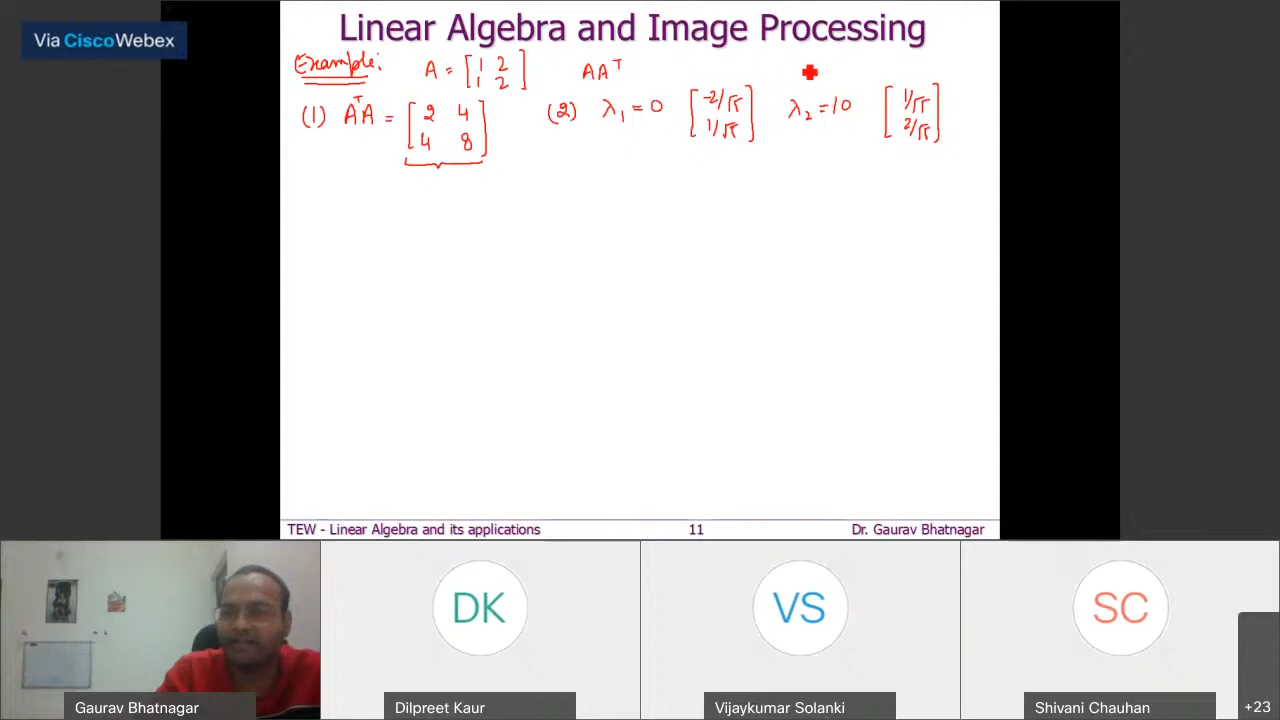 Via CiscoWebex
Linear Algebra and Image Processing
Example: A = [1 2
1 2] AAᵀ
(1) AᵀA = [2 4
4 8] (2) λ₁ = 0 [-2/√5
1/√5] λ₂ = 10 [1/√5
2/√5]
TEW - Linear Algebra and its applications 11 Dr. Gaurav Bhatnagar
DK VS SC
Gaurav Bhatnagar Dilpreet Kaur Vijaykumar Solanki Shivani Chauhan +23